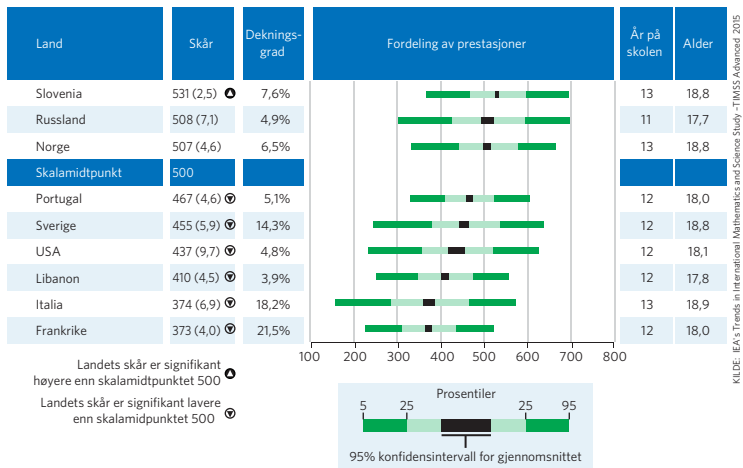 Land Skår Deknings-grad Fordeling av prestasjoner År på skolen Alder
Slovenia 531 (2,5) 7,6% 13 18,8
Russland 508 (7,1) 4,9% 11 17,7
Norge 507 (4,6) 6,5% 13 18,8
Skalamidtpunkt 500
Portugal 467 (4,6) 5,1% 12 18,0
Sverige 455 (5,9) 14,3% 12 18,8
USA 437 (9,7) 4,8% 12 18,1
Libanon 410 (4,5) 3,9% 12 17,8
Italia 374 (6,9) 18,2% 13 18,9
Frankrike 373 (4,0) 21,5% 12 18,0
100 200 300 400 500 600 700 800
Landets skår er signifikant
høyere enn skalamidtpunktet 500
Landets skår er signifikant lavere
enn skalamidpunktet 500
Prosentiler
5 25 25 95
95% konfidensintervall for gjennomsnittet
KILDE: IEA's Trends in International Mathematics and Science Study –TIMSS Advanced 2015